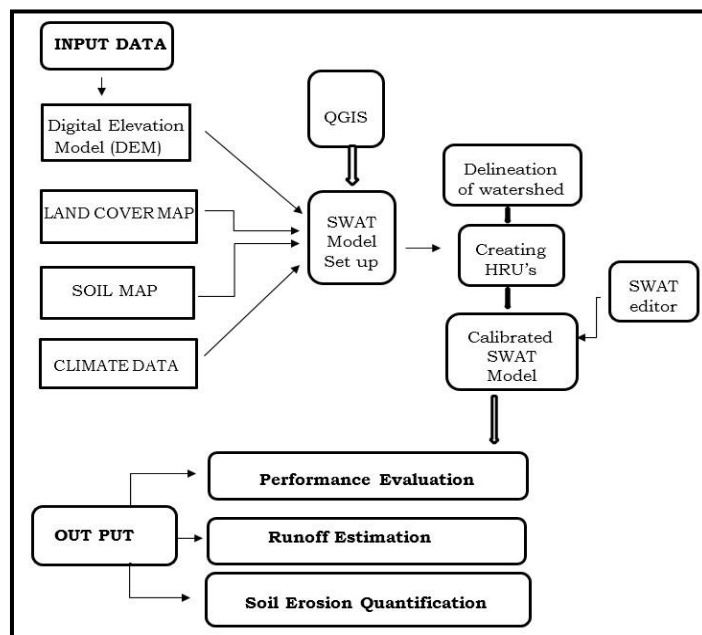 INPUT DATA
Digital Elevation
Model (DEM)
LAND COVER MAP
SOIL MAP
CLIMATE DATA
QGIS
SWAT
Model
Set up
Delineation
of watershed
Creating
HRU's
SWAT
editor
Calibrated
SWAT
Model
Performance Evaluation
OUT PUT
Runoff Estimation
Soil Erosion Quantification